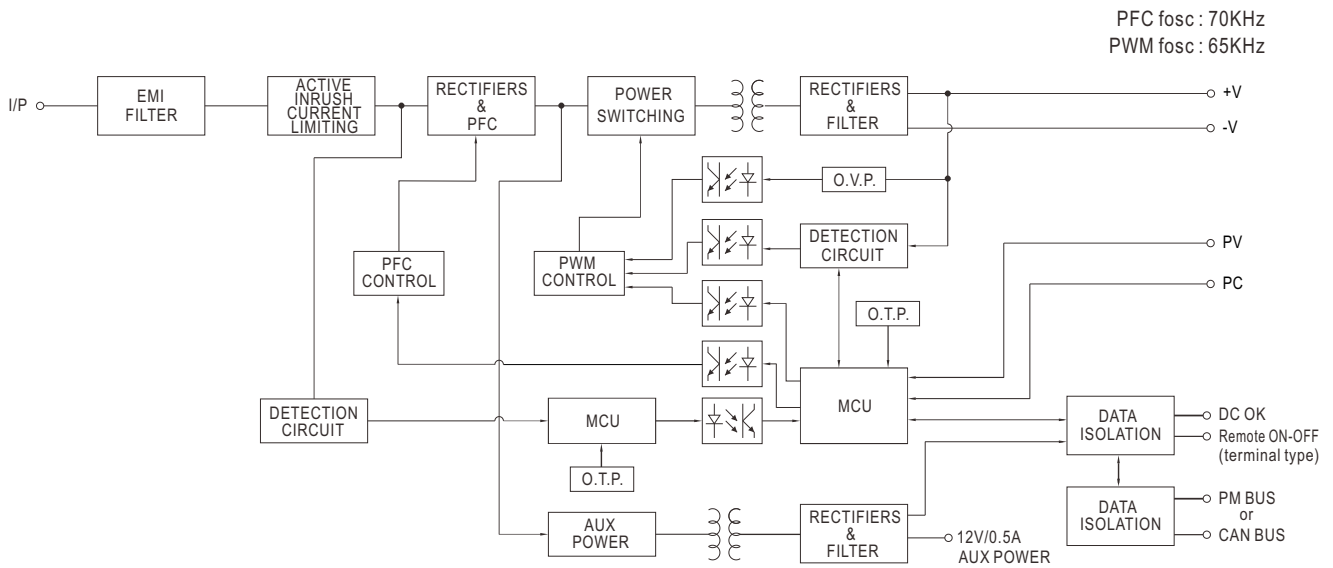 PFC fosc : 70KHz
PWM fosc : 65KHz
I/P
EMI
FILTER
ACTIVE
INRUSH
CURRENT
LIMITING
RECTIFIERS
&
PFC
POWER
SWITCHING
RECTIFIERS
&
FILTER
+V
-V
O.V.P.
DETECTION
CIRCUIT
PFC
CONTROL
PWM
CONTROL
PV
PC
O.T.P.
MCU
DETECTION
CIRCUIT
MCU
O.T.P.
DATA
ISOLATION
DC OK
Remote ON-OFF
(terminal type)
DATA
ISOLATION
PM BUS
or
CAN BUS
AUX
POWER
RECTIFIERS
&
FILTER
12V/0.5A
AUX POWER